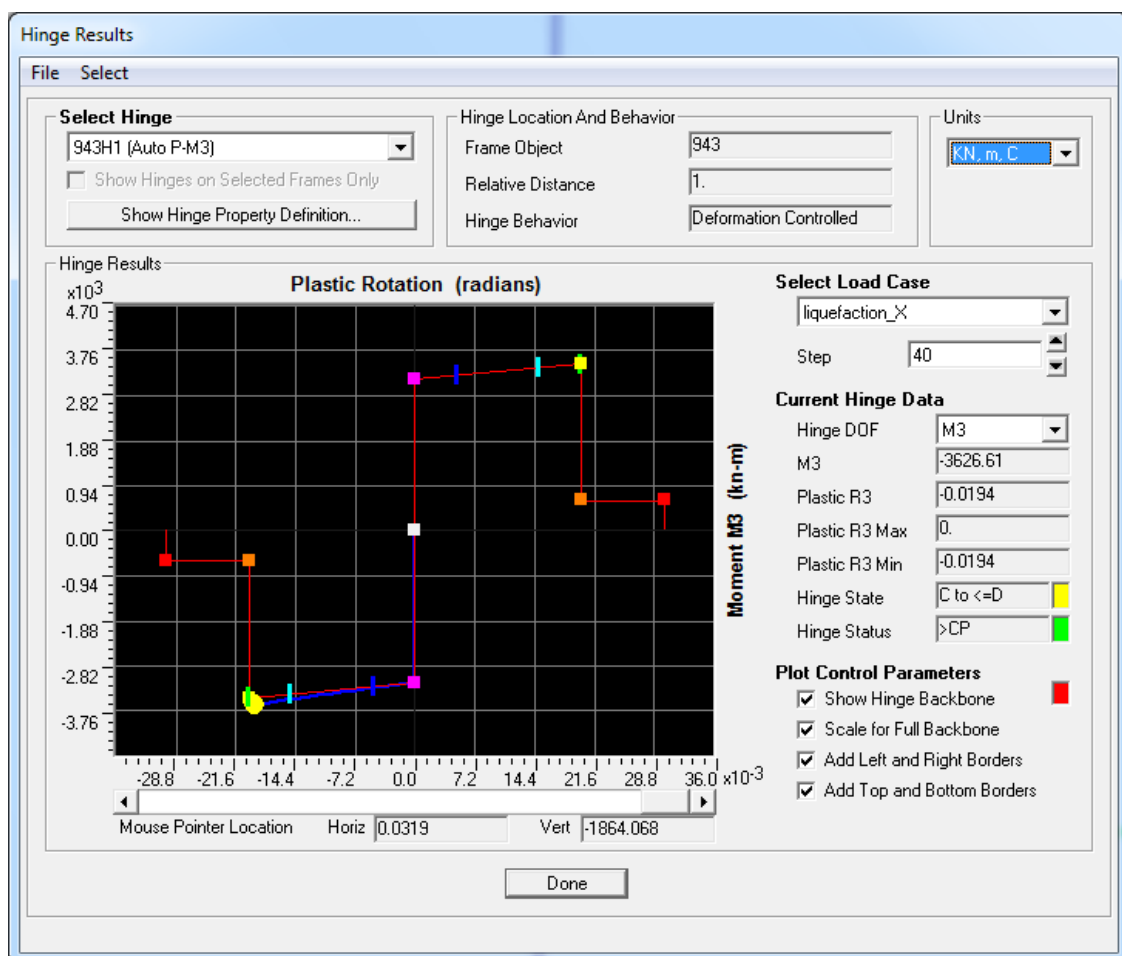 Hinge Results
File Select
Select Hinge
943H1 (Auto P-M3)
Show Hinges on Selected Frames Only
Show Hinge Property Definition...
Hinge Location And Behavior
Frame Object 943
Relative Distance 1.
Hinge Behavior Deformation Controlled
Units
KN, m, C
Hinge Results
Plastic Rotation (radians)
x10³
4.70
3.76
2.82
1.88
0.94
0.00
-0.94
-1.88
-2.82
-3.76
-28.8 -21.6 -14.4 -7.2 0.0 7.2 14.4 21.6 28.8 36.0 x10⁻³
Moment M3 (kn-m)
Mouse Pointer Location Horiz 0.0319 Vert -1864.068
Select Load Case
liquefaction_X
Step 40
Current Hinge Data
Hinge DOF M3
M3 -3626.61
Plastic R3 -0.0194
Plastic R3 Max 0.
Plastic R3 Min -0.0194
Hinge State C to <=D
Hinge Status >CP
Plot Control Parameters
Show Hinge Backbone
Scale for Full Backbone
Add Left and Right Borders
Add Top and Bottom Borders
Done